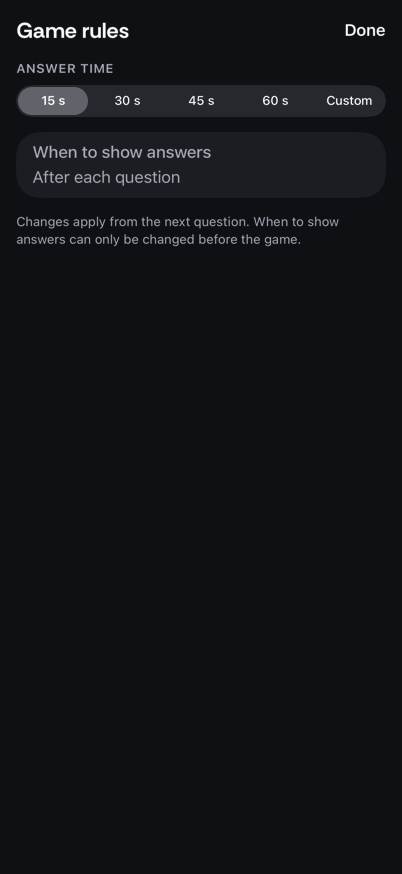 Game rules
Done
ANSWER TIME
15 s
30 s
45 s
60 s
Custom
When to show answers
After each question
Changes apply from the next question. When to show
answers can only be changed before the game.